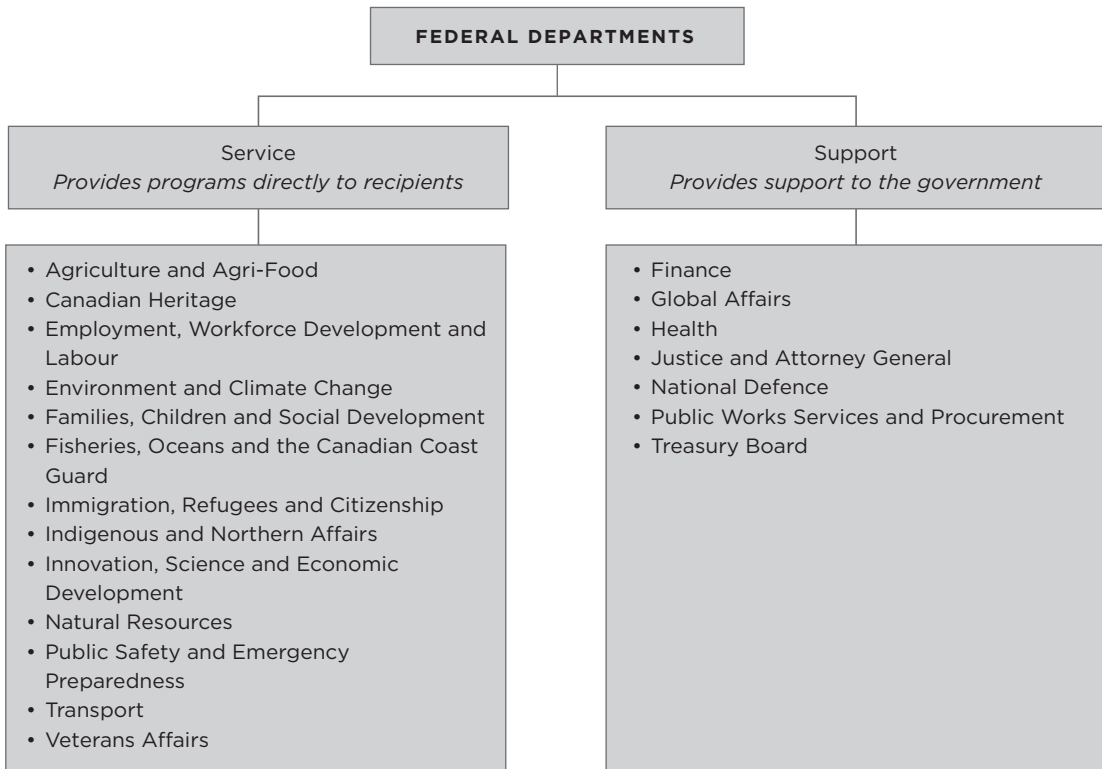 FEDERAL DEPARTMENTS
Service
Provides programs directly to recipients
• Agriculture and Agri-Food
• Canadian Heritage
• Employment, Workforce Development and
Labour
• Environment and Climate Change
• Families, Children and Social Development
• Fisheries, Oceans and the Canadian Coast
Guard
• Immigration, Refugees and Citizenship
• Indigenous and Northern Affairs
• Innovation, Science and Economic
Development
• Natural Resources
• Public Safety and Emergency
Preparedness
• Transport
• Veterans Affairs
Support
Provides support to the government
• Finance
• Global Affairs
• Health
• Justice and Attorney General
• National Defence
• Public Works Services and Procurement
• Treasury Board